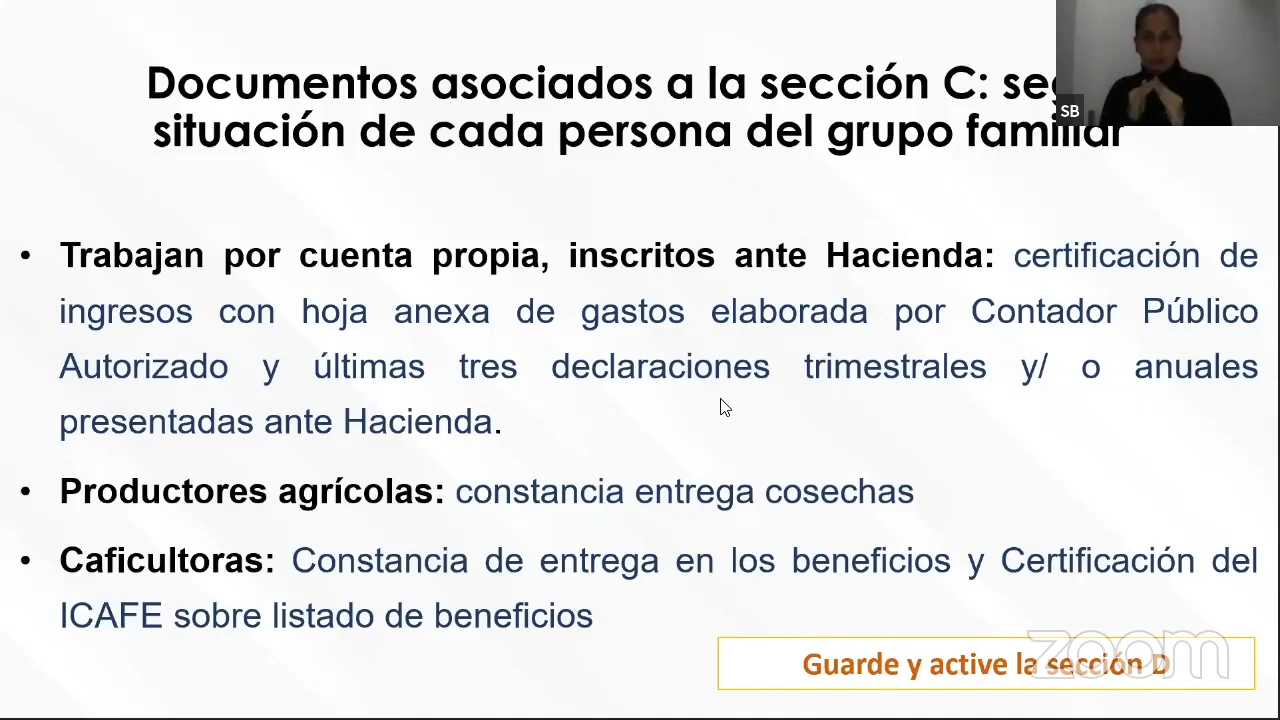 Documentos asociados a la sección C:
situación de cada persona del grupo familiar
SB
• Trabajan por cuenta propia, inscritos ante Hacienda: certificación de
ingresos con hoja anexa de gastos elaborada por Contador Público
Autorizado y últimas tres declaraciones trimestrales y/ o anuales
presentadas ante Hacienda.
• Productores agrícolas: constancia entrega cosechas
• Caficultoras: Constancia de entrega en los beneficios y Certificación del
ICAFE sobre listado de beneficios
Guarde y active la sección D
zoom